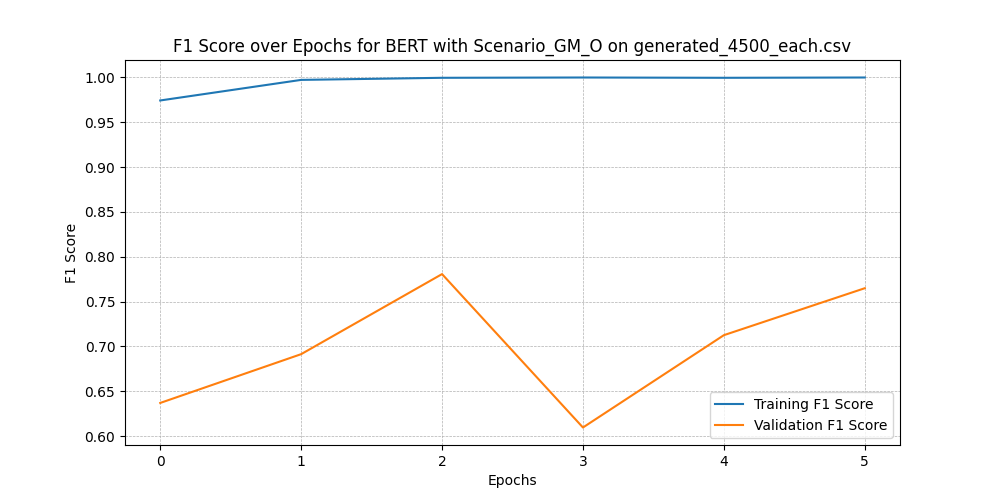 F1 Score over Epochs for BERT with Scenario_GM_O on generated_4500_each.csv
1.00
0.95
0.90
0.85
0.80
0.75
0.70
0.65
0.60
F1 Score
Training F1 Score
Validation F1 Score
0 1 2 3 4 5
Epochs